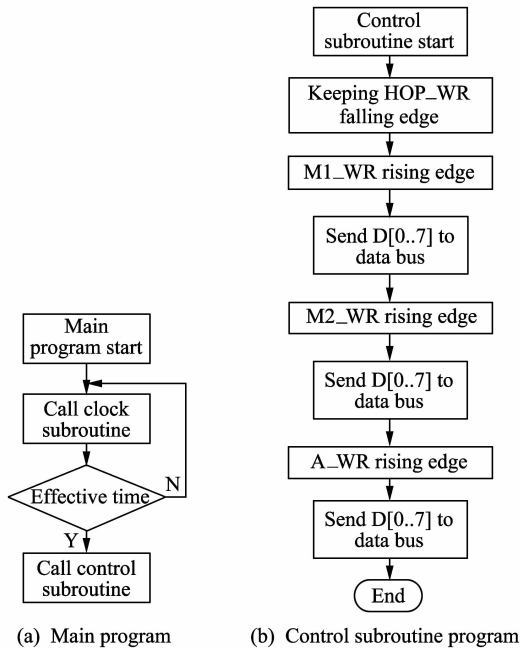 Main
program start
Call clock
subroutine
Effective time
N
Y
Call control
subroutine
(a) Main program
Control
subroutine start
Keeping HOP_WR
falling edge
M1_WR rising edge
Send D[0..7] to
data bus
M2_WR rising edge
Send D[0..7] to
data bus
A_WR rising edge
Send D[0..7] to
data bus
End
(b) Control subroutine program